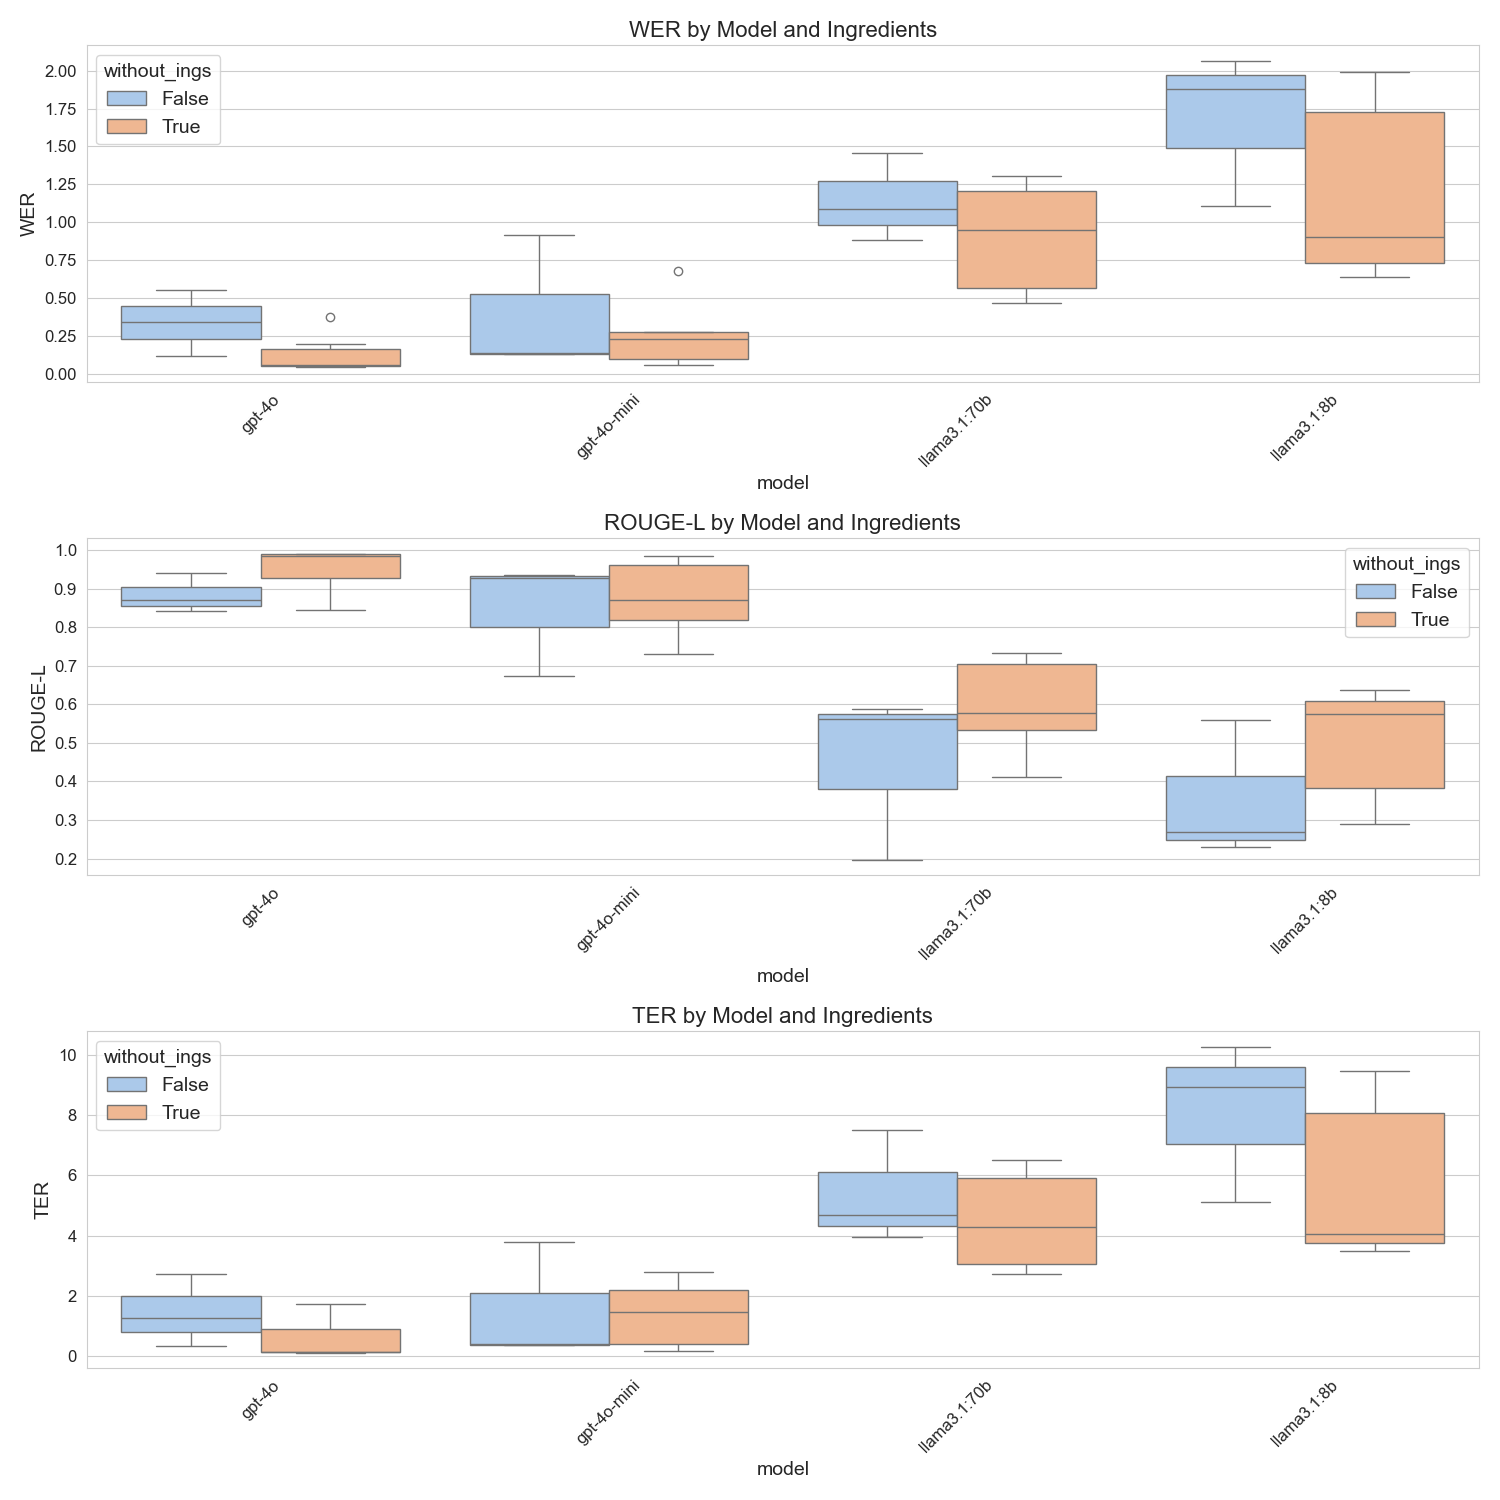 WER by Model and Ingredients
without_ings
False
True
2.00
1.75
1.50
1.25
1.00
0.75
0.50
0.25
0.00
WER
gpt-4o
gpt-4o-mini
llama3.1:70b
llama3.1:8b
model
ROUGE-L by Model and Ingredients
without_ings
False
True
1.0
0.9
0.8
0.7
0.6
0.5
0.4
0.3
0.2
ROUGE-L
gpt-4o
gpt-4o-mini
llama3.1:70b
llama3.1:8b
model
TER by Model and Ingredients
without_ings
False
True
10
8
6
4
2
0
TER
gpt-4o
gpt-4o-mini
llama3.1:70b
llama3.1:8b
model